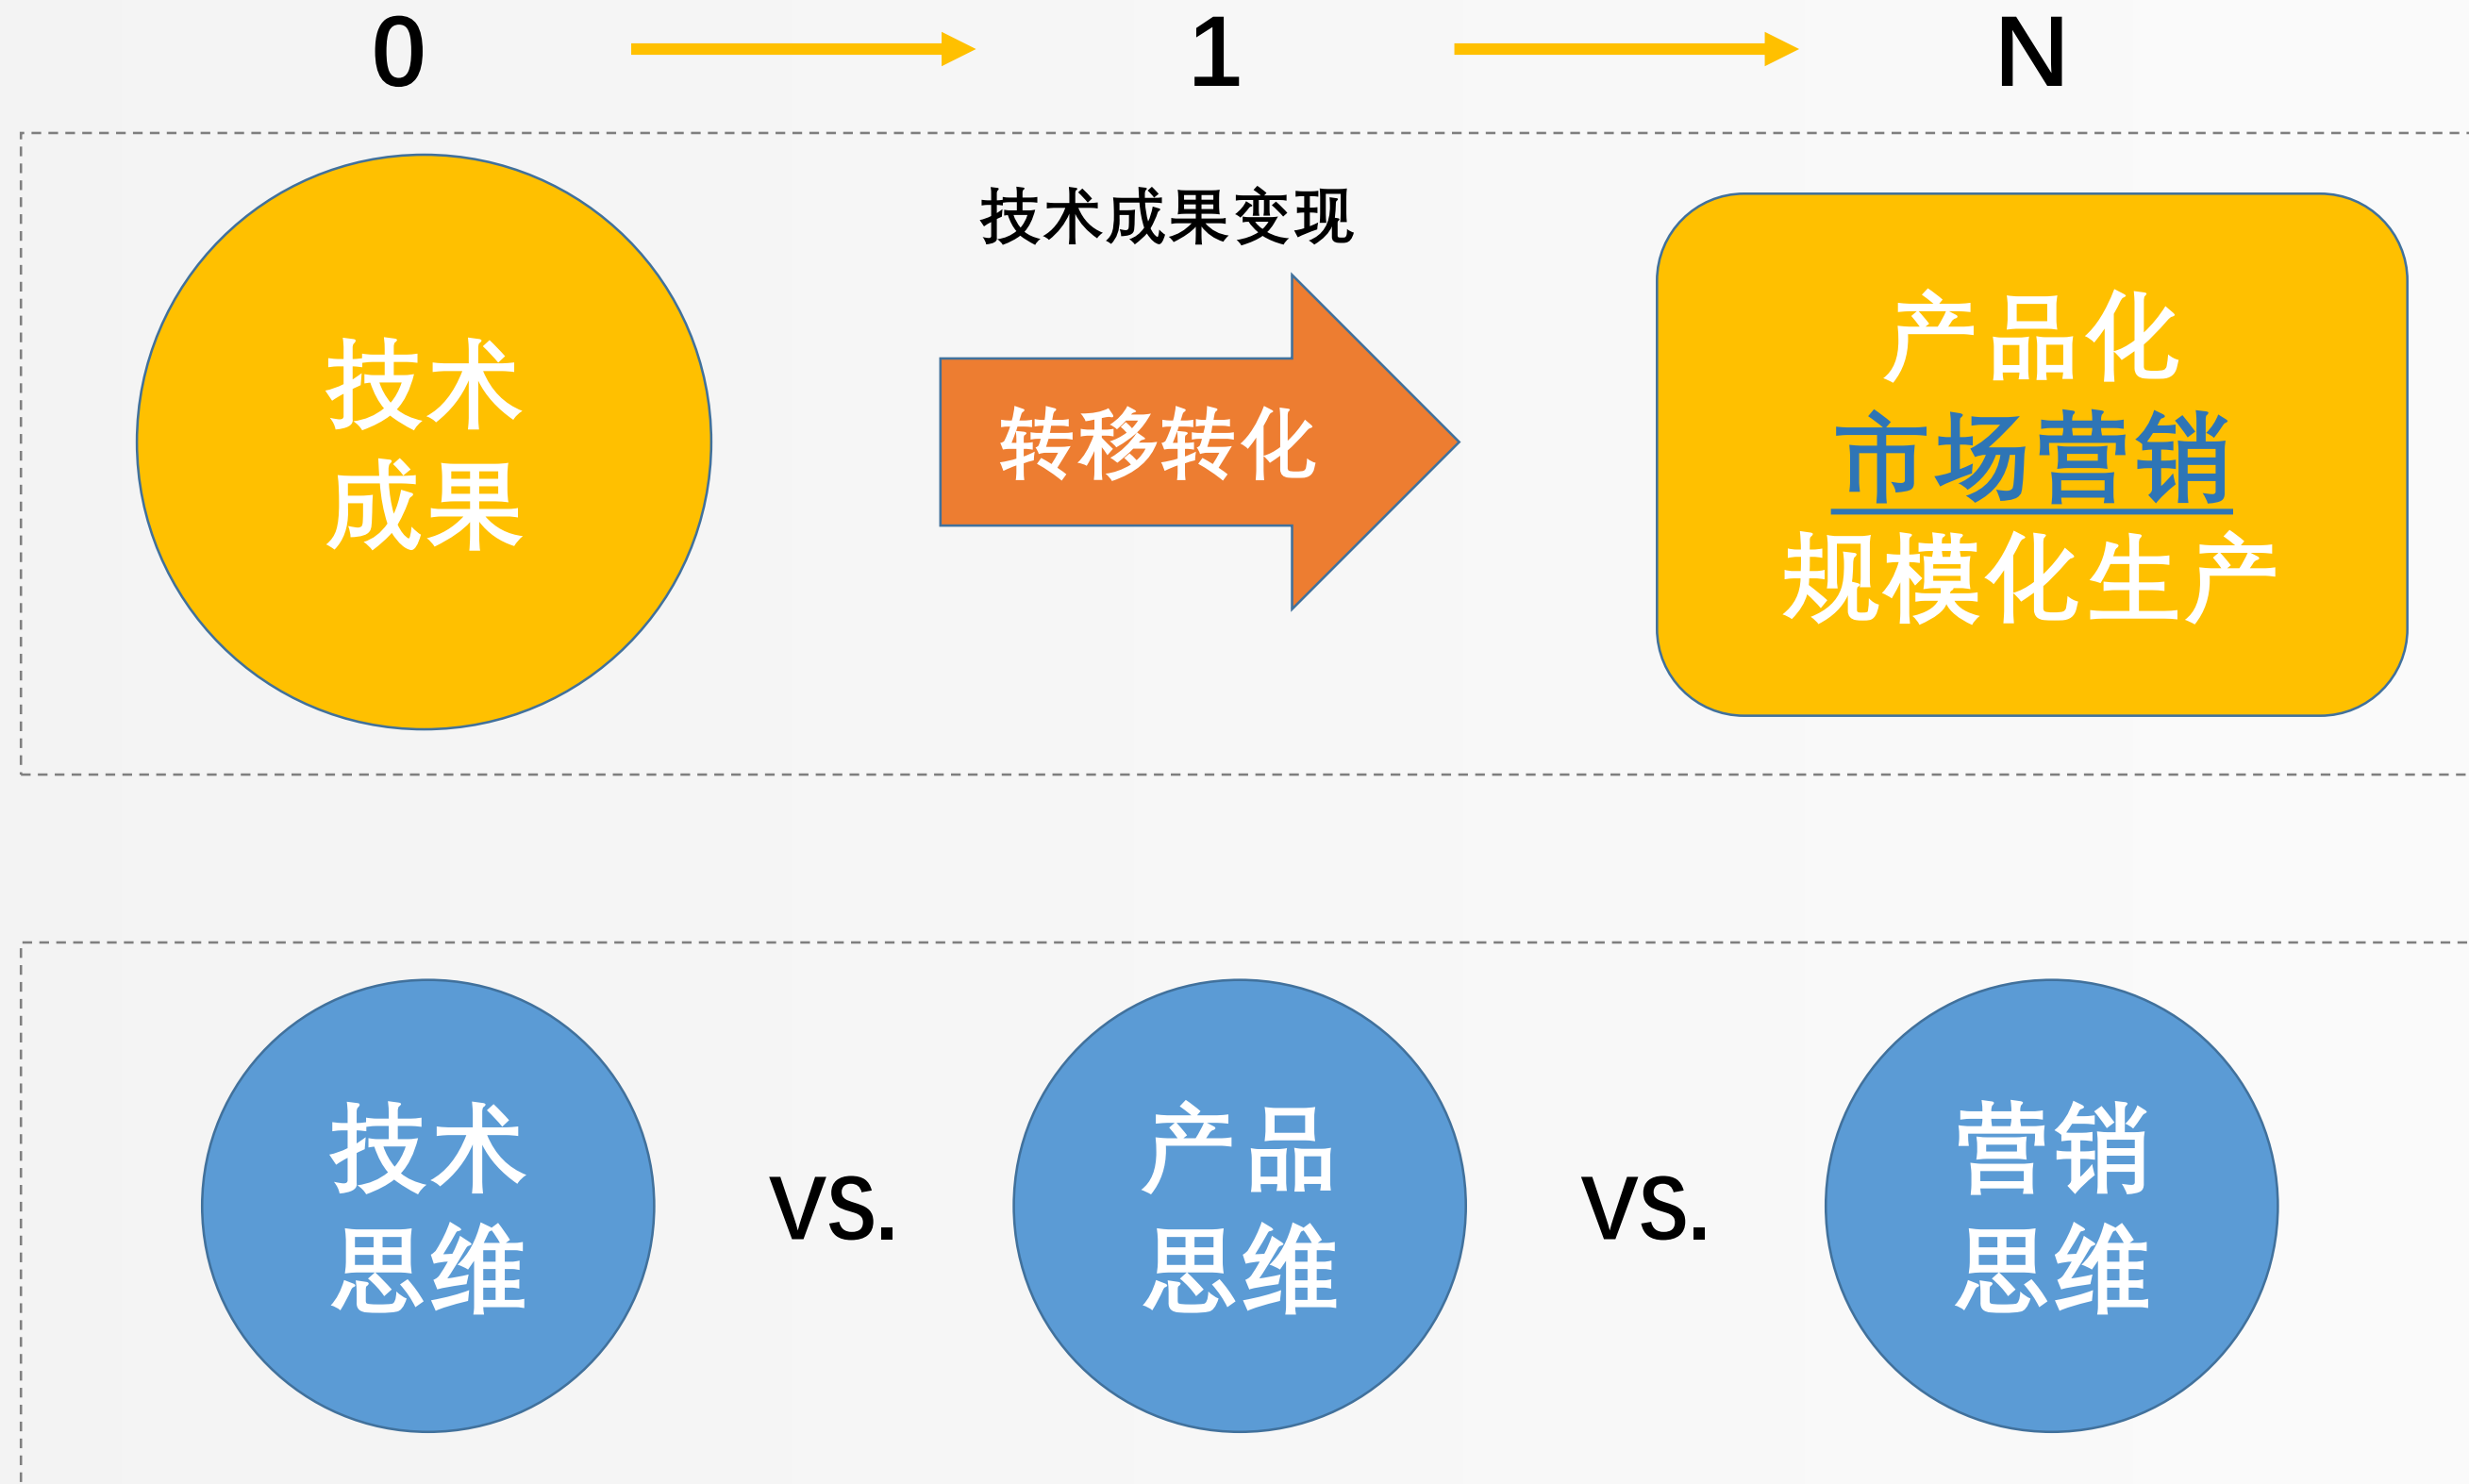 0 1 N
技术成果变现
技术
成果
转移转化
产品化
市场营销
规模化生产
技术
思维
VS.
产品
思维
VS.
营销
思维